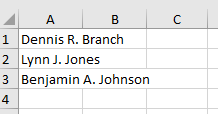 A B C
1 Dennis R. Branch
2 Lynn J. Jones
3 Benjamin A. Johnson
4